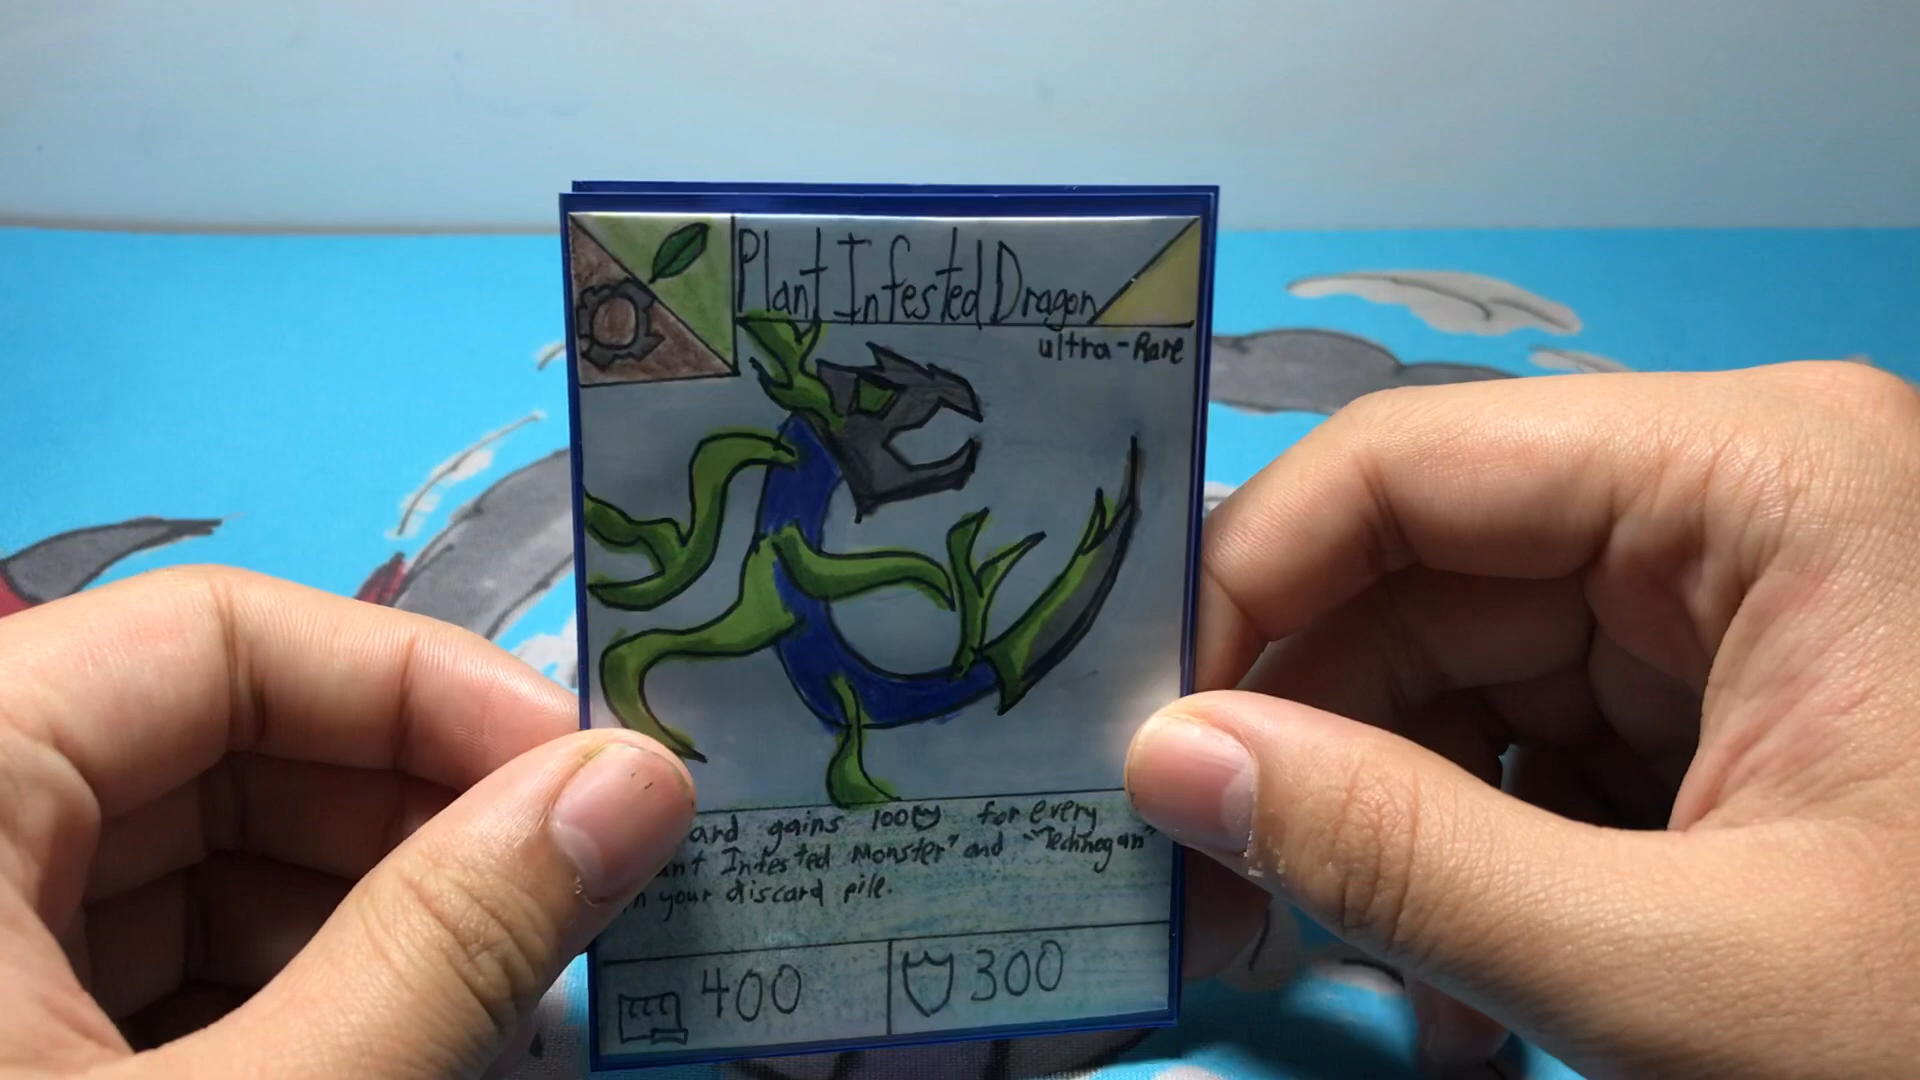 Plant Infested Dragon
ultra-Rare
ard gains 100 for every
ant Infested Monster" and "Technogan"
n your discard pile.
400
300